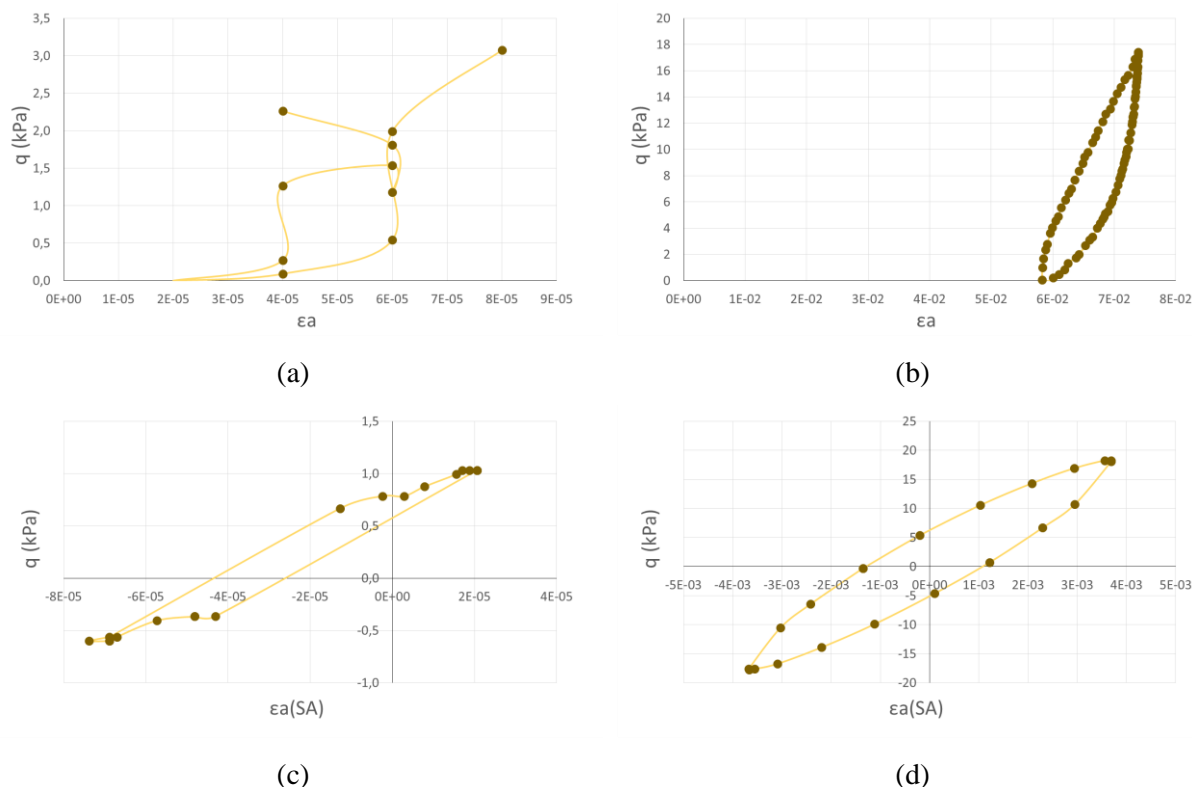 3,5
3,0
2,5
2,0
1,5
1,0
0,5
0,0
q (kPa)
0E+00 1E-05 2E-05 3E-05 4E-05 5E-05 6E-05 7E-05 8E-05 9E-05
εa
(a)
20
18
16
14
12
10
8
6
4
2
0
q (kPa)
0E+00 1E-02 2E-02 3E-02 4E-02 5E-02 6E-02 7E-02 8E-02
εa
(b)
1,5
1,0
0,5
0,0
-0,5
-1,0
q (kPa)
-8E-05 -6E-05 -4E-05 -2E-05 0E+00 2E-05 4E-05
εa(SA)
(c)
25
20
15
10
5
0
-5
-10
-15
-20
q (kPa)
-5E-03 -4E-03 -3E-03 -2E-03 -1E-03 0E+00 1E-03 2E-03 3E-03 4E-03 5E-03
εa(SA)
(d)